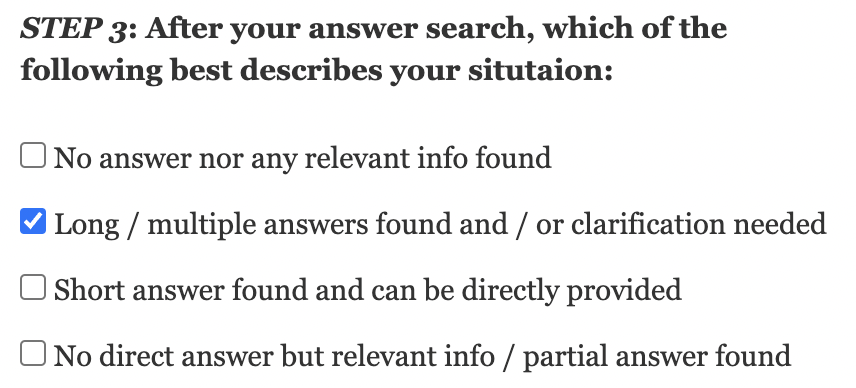 STEP 3: After your answer search, which of the
following best describes your situtaion:
No answer nor any relevant info found
Long / multiple answers found and / or clarification needed
Short answer found and can be directly provided
No direct answer but relevant info / partial answer found